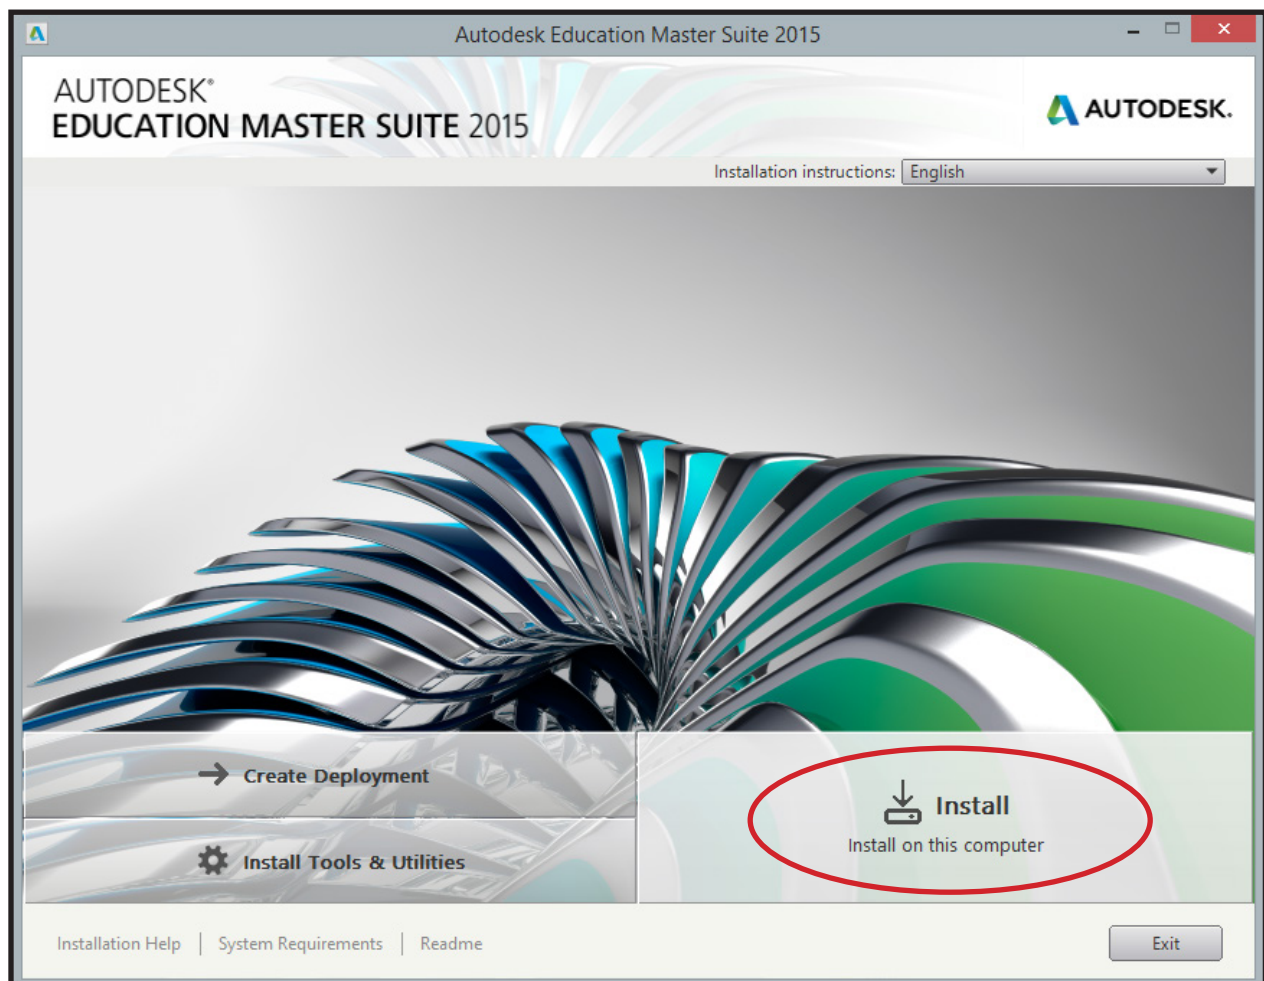 Autodesk Education Master Suite 2015
AUTODESK®
EDUCATION MASTER SUITE 2015
AUTODESK.
Installation instructions: English
Create Deployment
Install Tools & Utilities
Install
Install on this computer
Installation Help | System Requirements | Readme
Exit